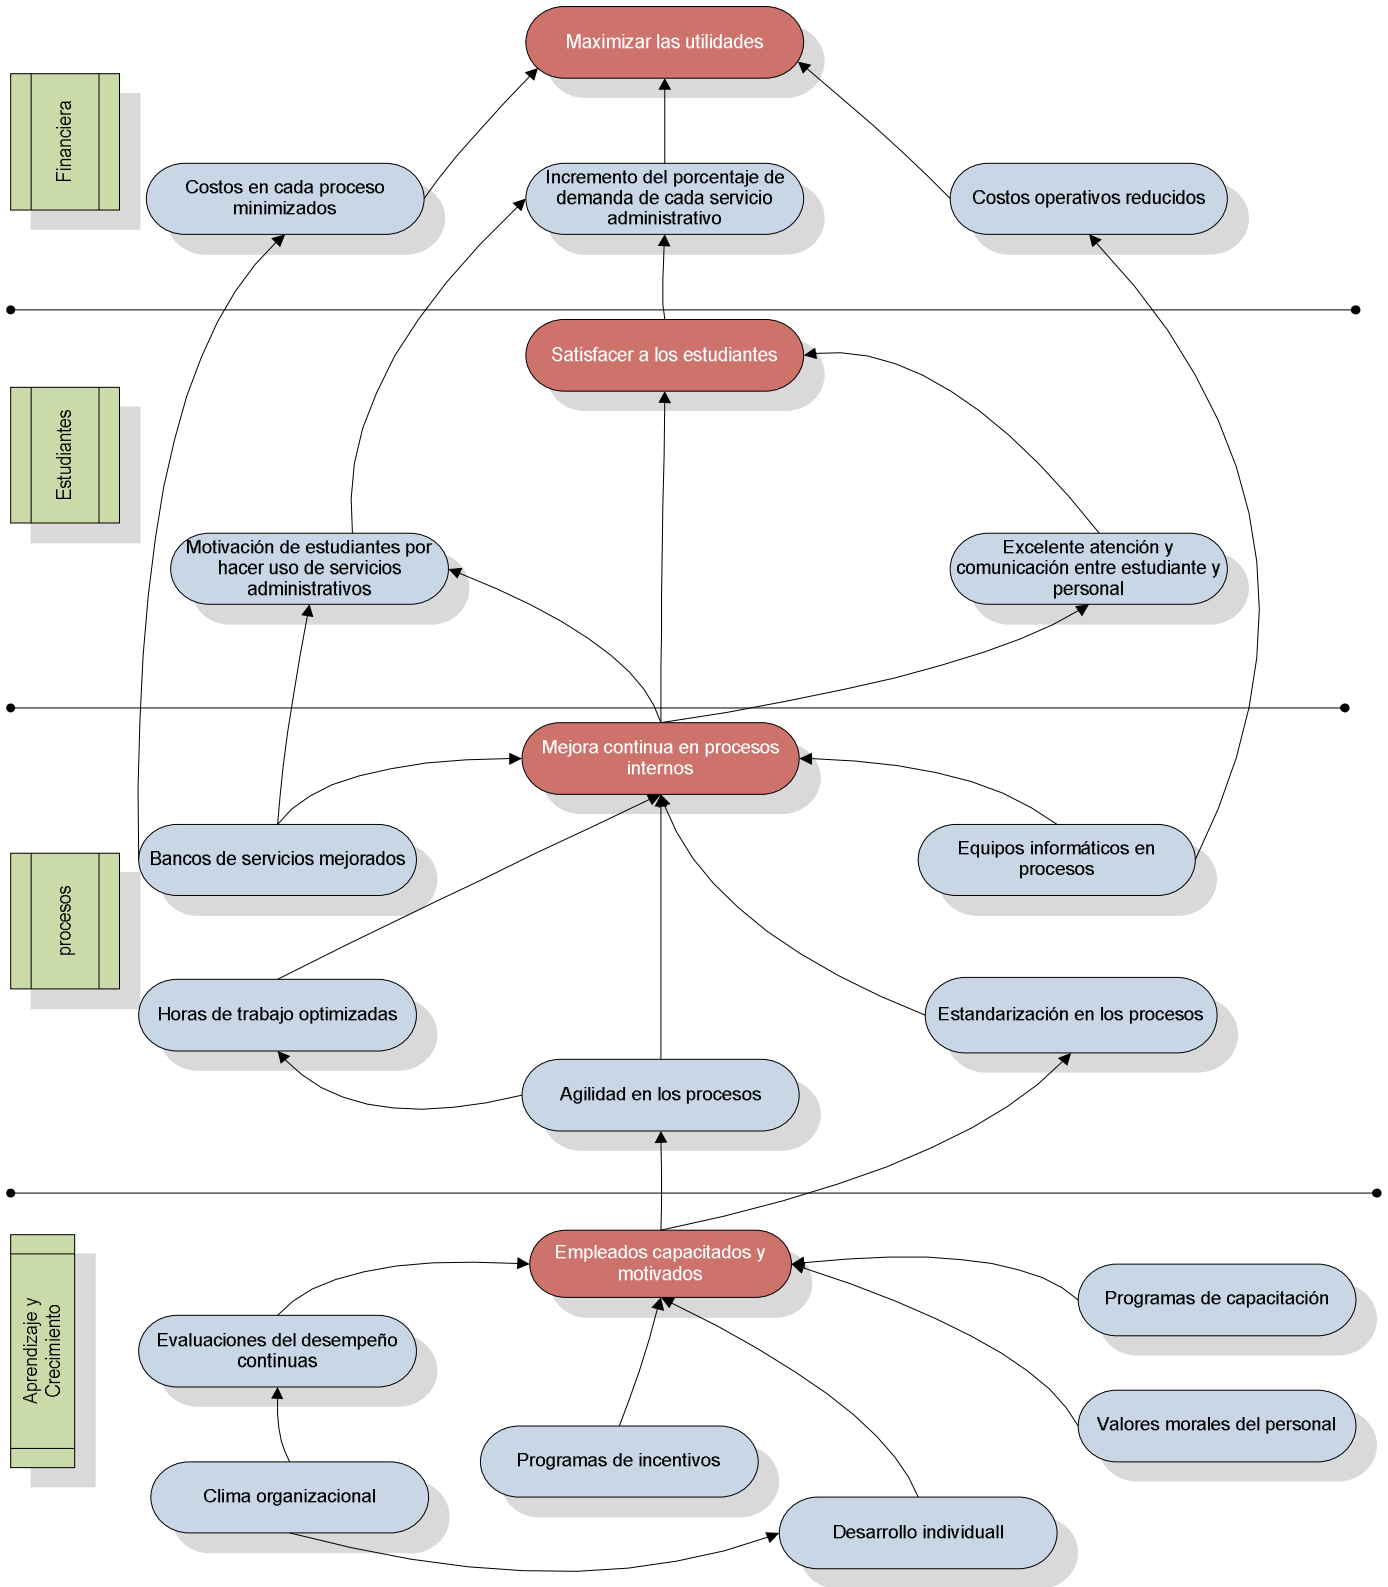 Maximizar las utilidades
Financiera
Costos en cada proceso
minimizados
Incremento del porcentaje de
demanda de cada servicio
administrativo
Costos operativos reducidos
Satisfacer a los estudiantes
Estudiantes
Motivación de estudiantes por
hacer uso de servicios
administrativos
Excelente atención y
comunicación entre estudiante y
personal
Mejora continua en procesos
internos
procesos
Bancos de servicios mejorados
Equipos informáticos en
procesos
Horas de trabajo optimizadas
Estandarización en los procesos
Agilidad en los procesos
Aprendizaje y
Crecimiento
Empleados capacitados y
motivados
Programas de capacitación
Evaluaciones del desempeño
continuas
Valores morales del personal
Programas de incentivos
Clima organizacional
Desarrollo individuall